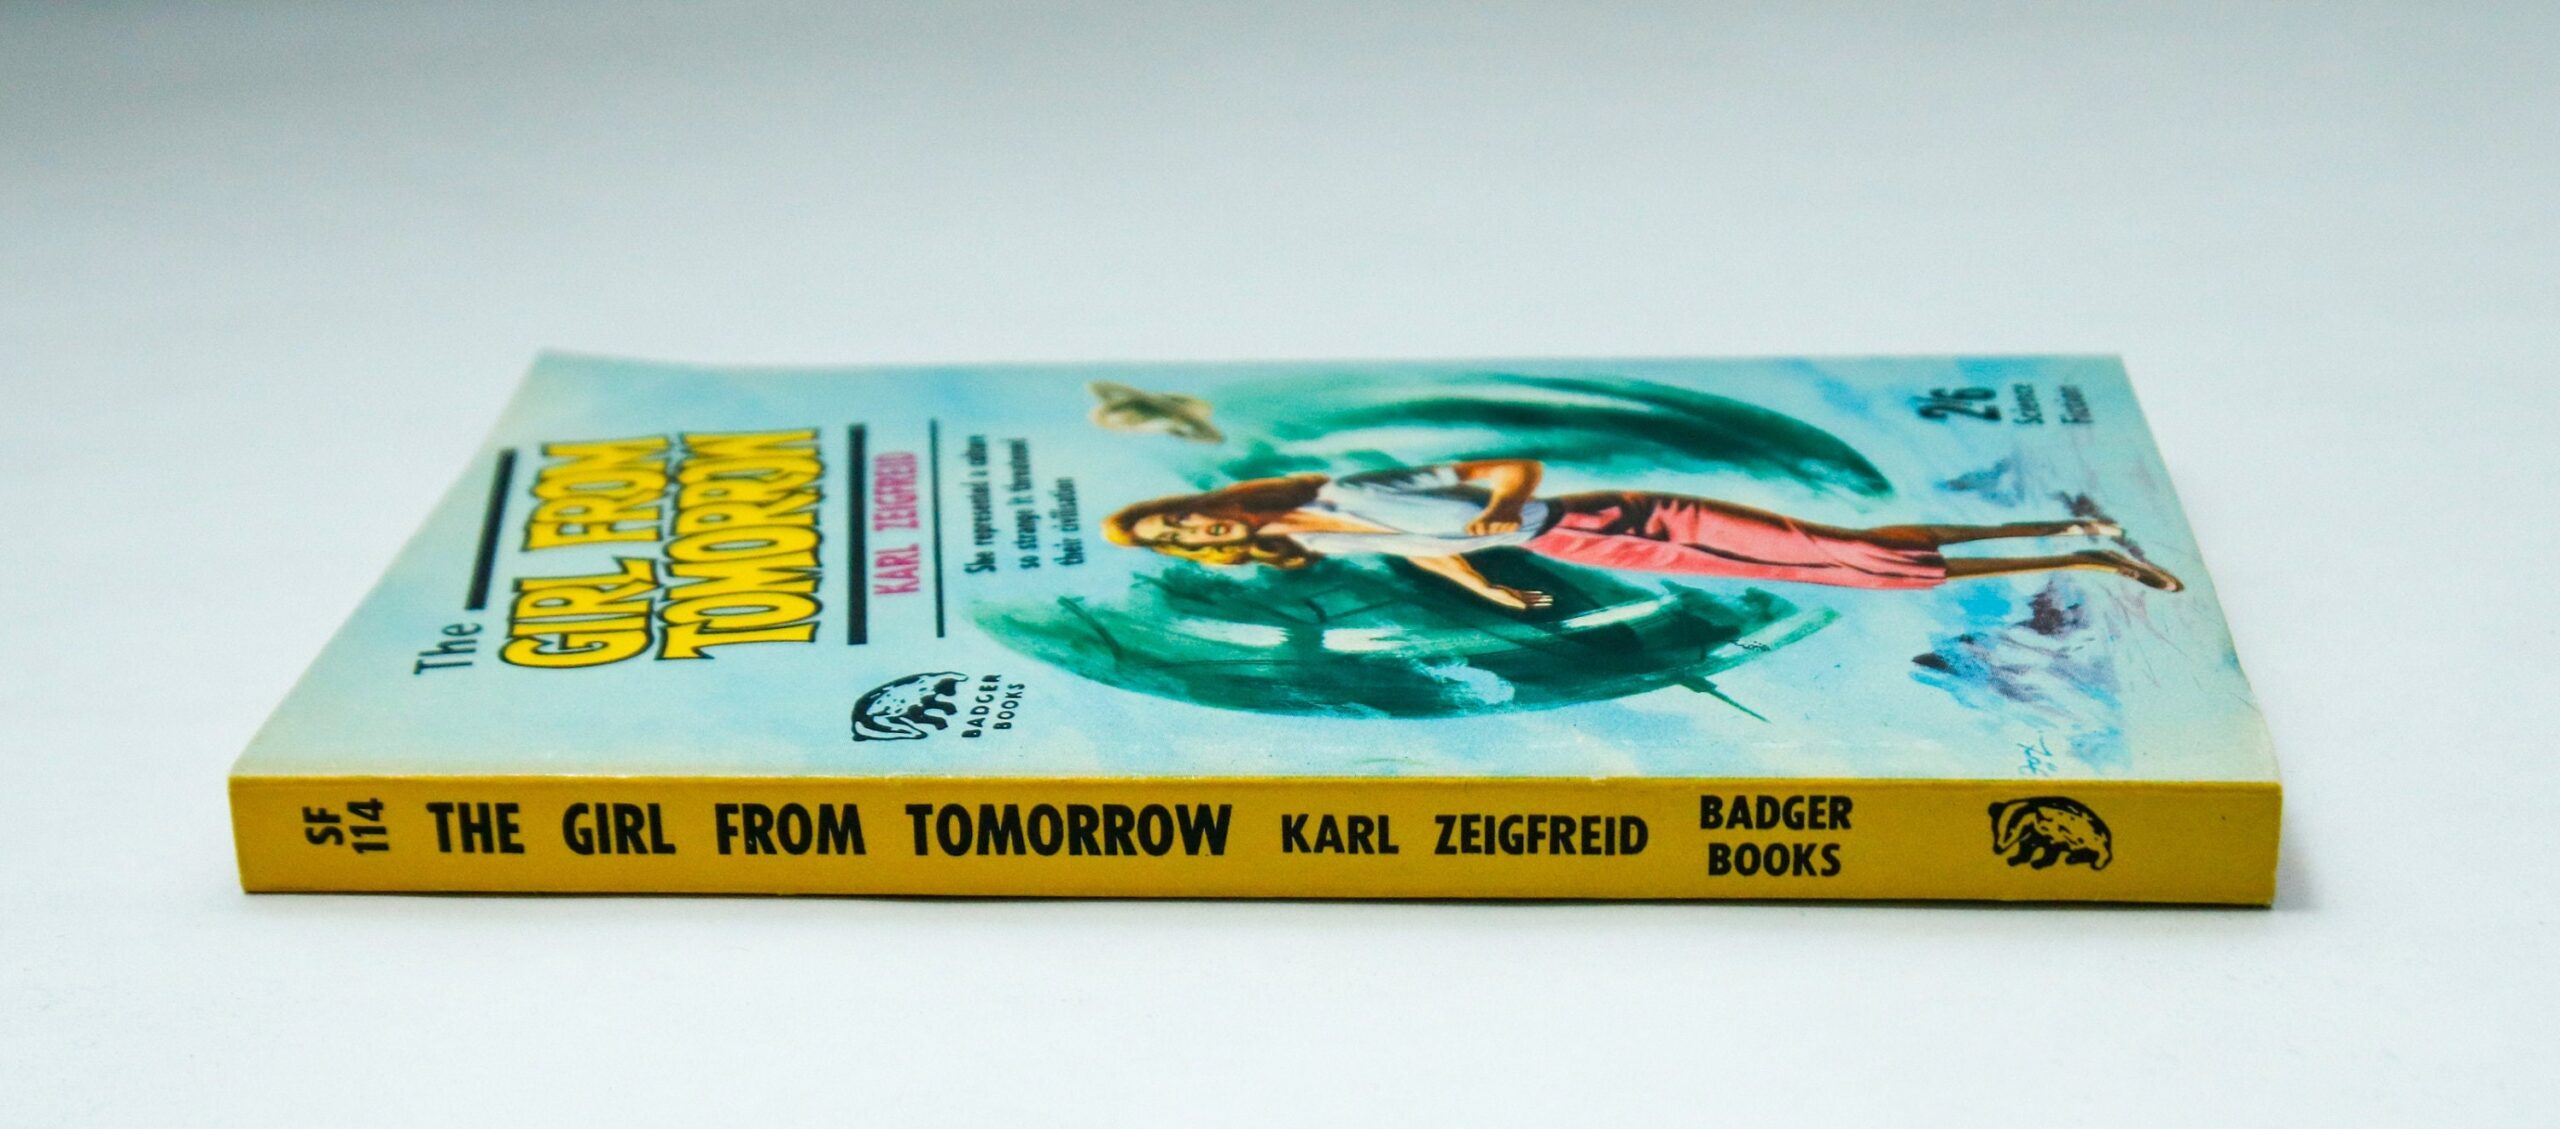 The
GIRL FROM
TOMORROW
KARL ZEIGFREID
She represented a culture
so strange it threatened
their civilisation
BADGER
BOOKS
2/6
Science
Fiction
SF
114
THE GIRL FROM TOMORROW KARL ZEIGFREID
BADGER
BOOKS